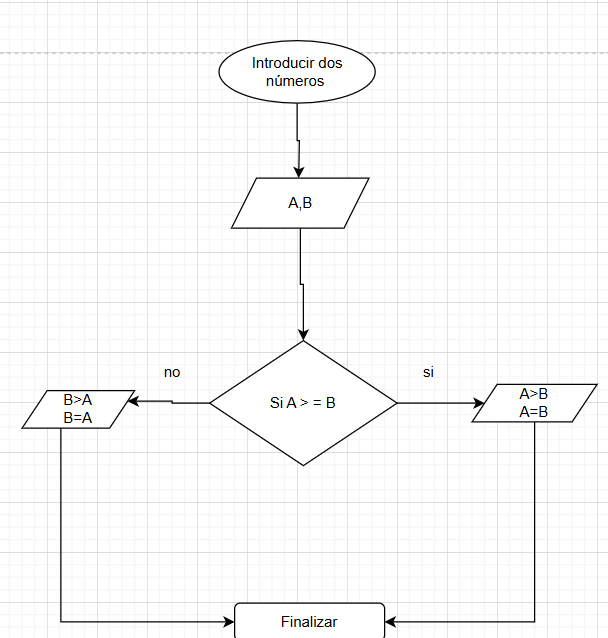 Introducir dos
números
A,B
no
si
Si A > = B
B>A
B=A
A>B
A=B
Finalizar